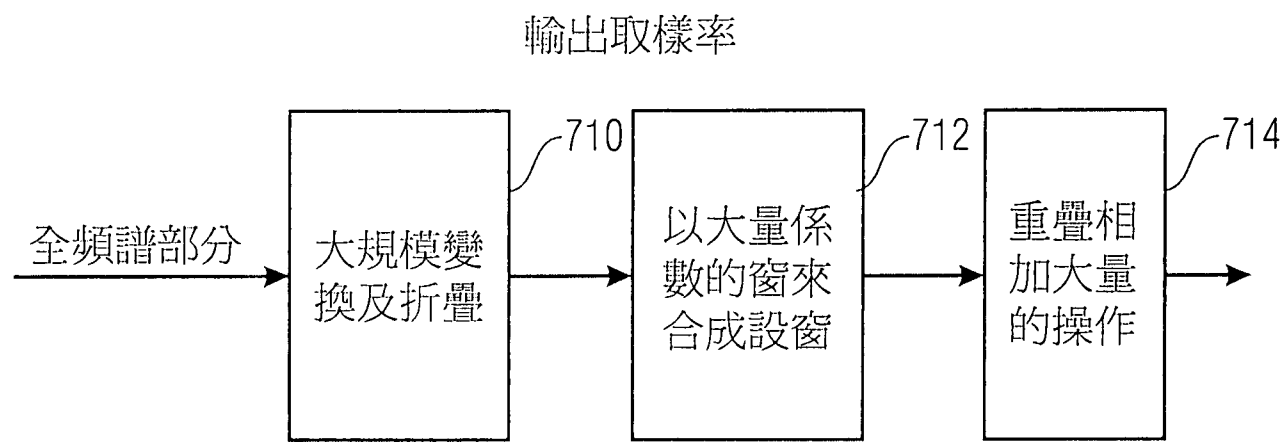 輸出取樣率
710
712
714
全頻譜部分
大規模變
換及折疊
以大量係
數的窗來
合成設窗
重疊相
加大量
的操作